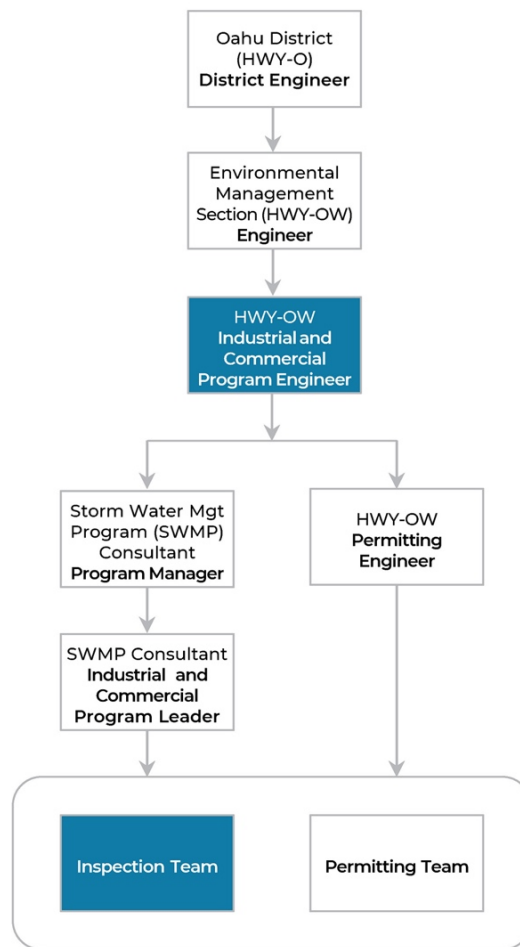 Oahu District
(HWY-O)
District Engineer
Environmental
Management
Section (HWY-OW)
Engineer
HWY-OW
Industrial and
Commercial
Program Engineer
Storm Water Mgt
Program (SWMP)
Consultant
Program Manager
HWY-OW
Permitting
Engineer
SWMP Consultant
Industrial and
Commercial
Program Leader
Inspection Team
Permitting Team